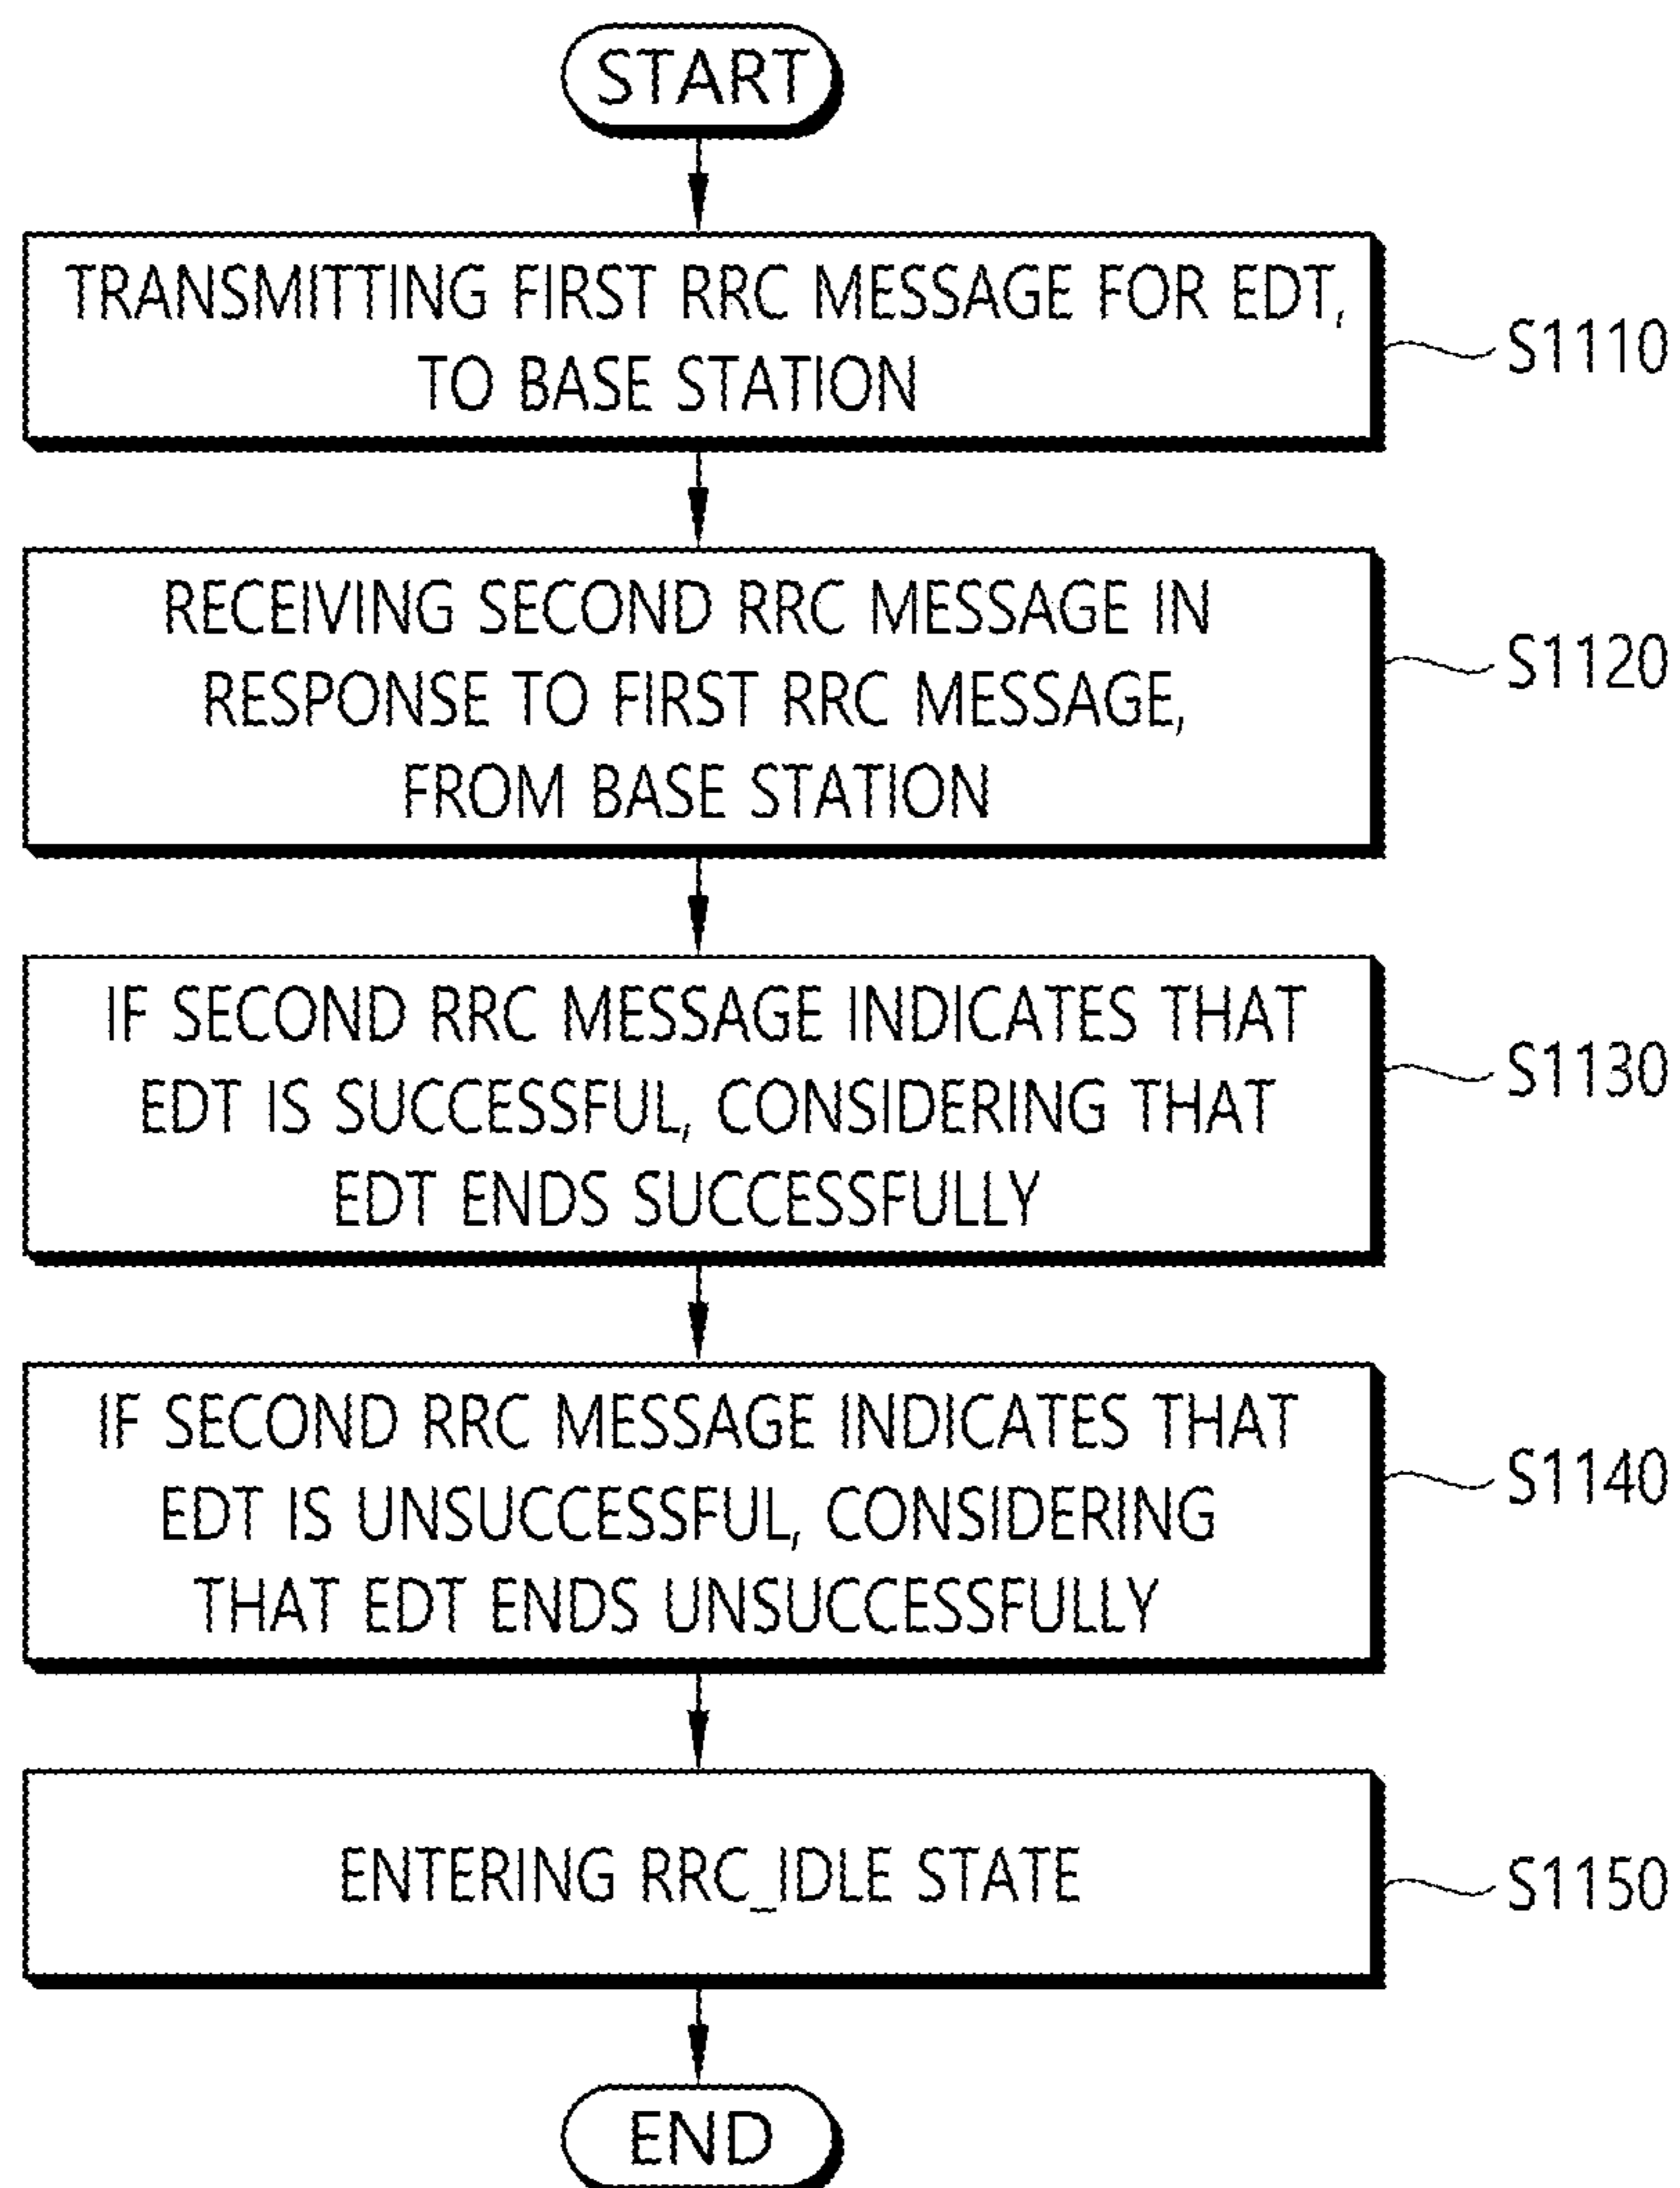 START
TRANSMITTING FIRST RRC MESSAGE FOR EDT,
TO BASE STATION
S1110
RECEIVING SECOND RRC MESSAGE IN
RESPONSE TO FIRST RRC MESSAGE,
FROM BASE STATION
S1120
IF SECOND RRC MESSAGE INDICATES THAT
EDT IS SUCCESSFUL, CONSIDERING THAT
EDT ENDS SUCCESSFULLY
S1130
IF SECOND RRC MESSAGE INDICATES THAT
EDT IS UNSUCCESSFUL, CONSIDERING
THAT EDT ENDS UNSUCCESSFULLY
S1140
ENTERING RRC_IDLE STATE
S1150
END